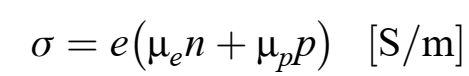 σ = e(μₑn + μₚp) [S/m]